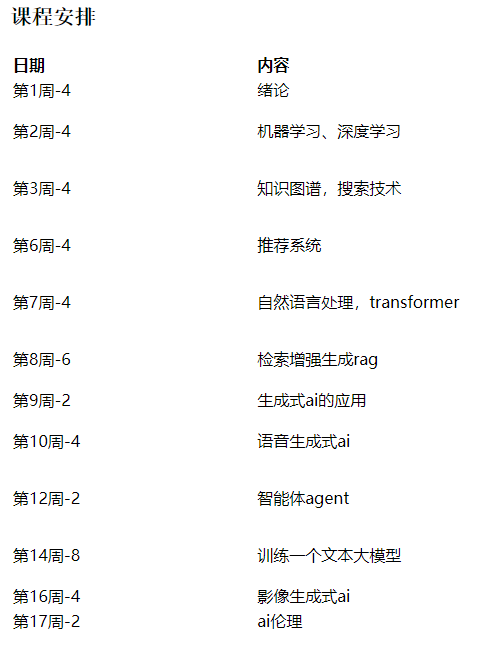 课程安排
日期 内容
第1周-4 绪论
第2周-4 机器学习、深度学习
第3周-4 知识图谱，搜索技术
第6周-4 推荐系统
第7周-4 自然语言处理，transformer
第8周-6 检索增强生成rag
第9周-2 生成式ai的应用
第10周-4 语音生成式ai
第12周-2 智能体agent
第14周-8 训练一个文本大模型
第16周-4 影像生成式ai
第17周-2 ai伦理